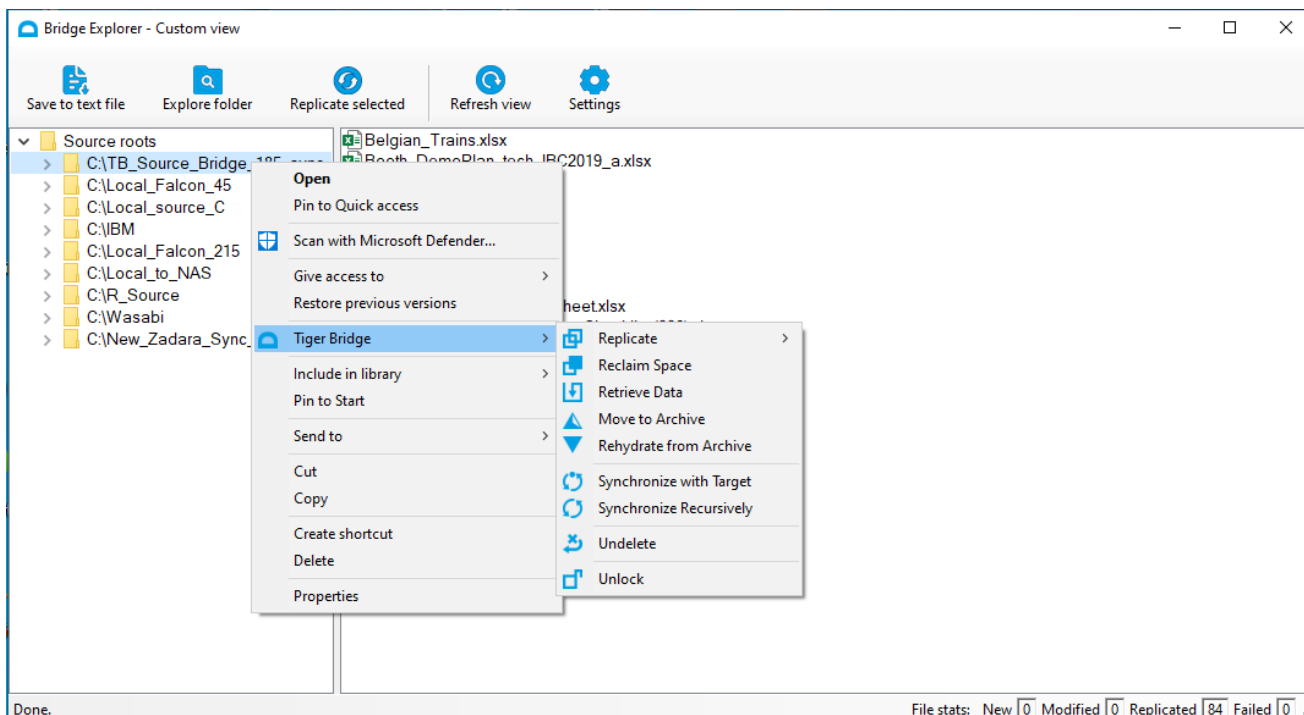 Bridge Explorer - Custom view
Save to text file
Explore folder
Replicate selected
Refresh view
Settings
Source roots
C:\TB_Source_Bridge_185_sync
C:\Local_Falcon_45
C:\Local_source_C
C:\IBM
C:\Local_Falcon_215
C:\Local_to_NAS
C:\R_Source
C:\Wasabi
C:\New_Zadara_Sync_
Belgian_Trains.xlsx
Booth_DemoPlan_tech_IBC2019_a.xlsx
heet.xlsx
Open
Pin to Quick access
Scan with Microsoft Defender...
Give access to
Restore previous versions
Tiger Bridge
Include in library
Pin to Start
Send to
Cut
Copy
Create shortcut
Delete
Properties
Replicate
Reclaim Space
Retrieve Data
Move to Archive
Rehydrate from Archive
Synchronize with Target
Synchronize Recursively
Undelete
Unlock
Done.
File stats: New 0 Modified 0 Replicated 84 Failed 0